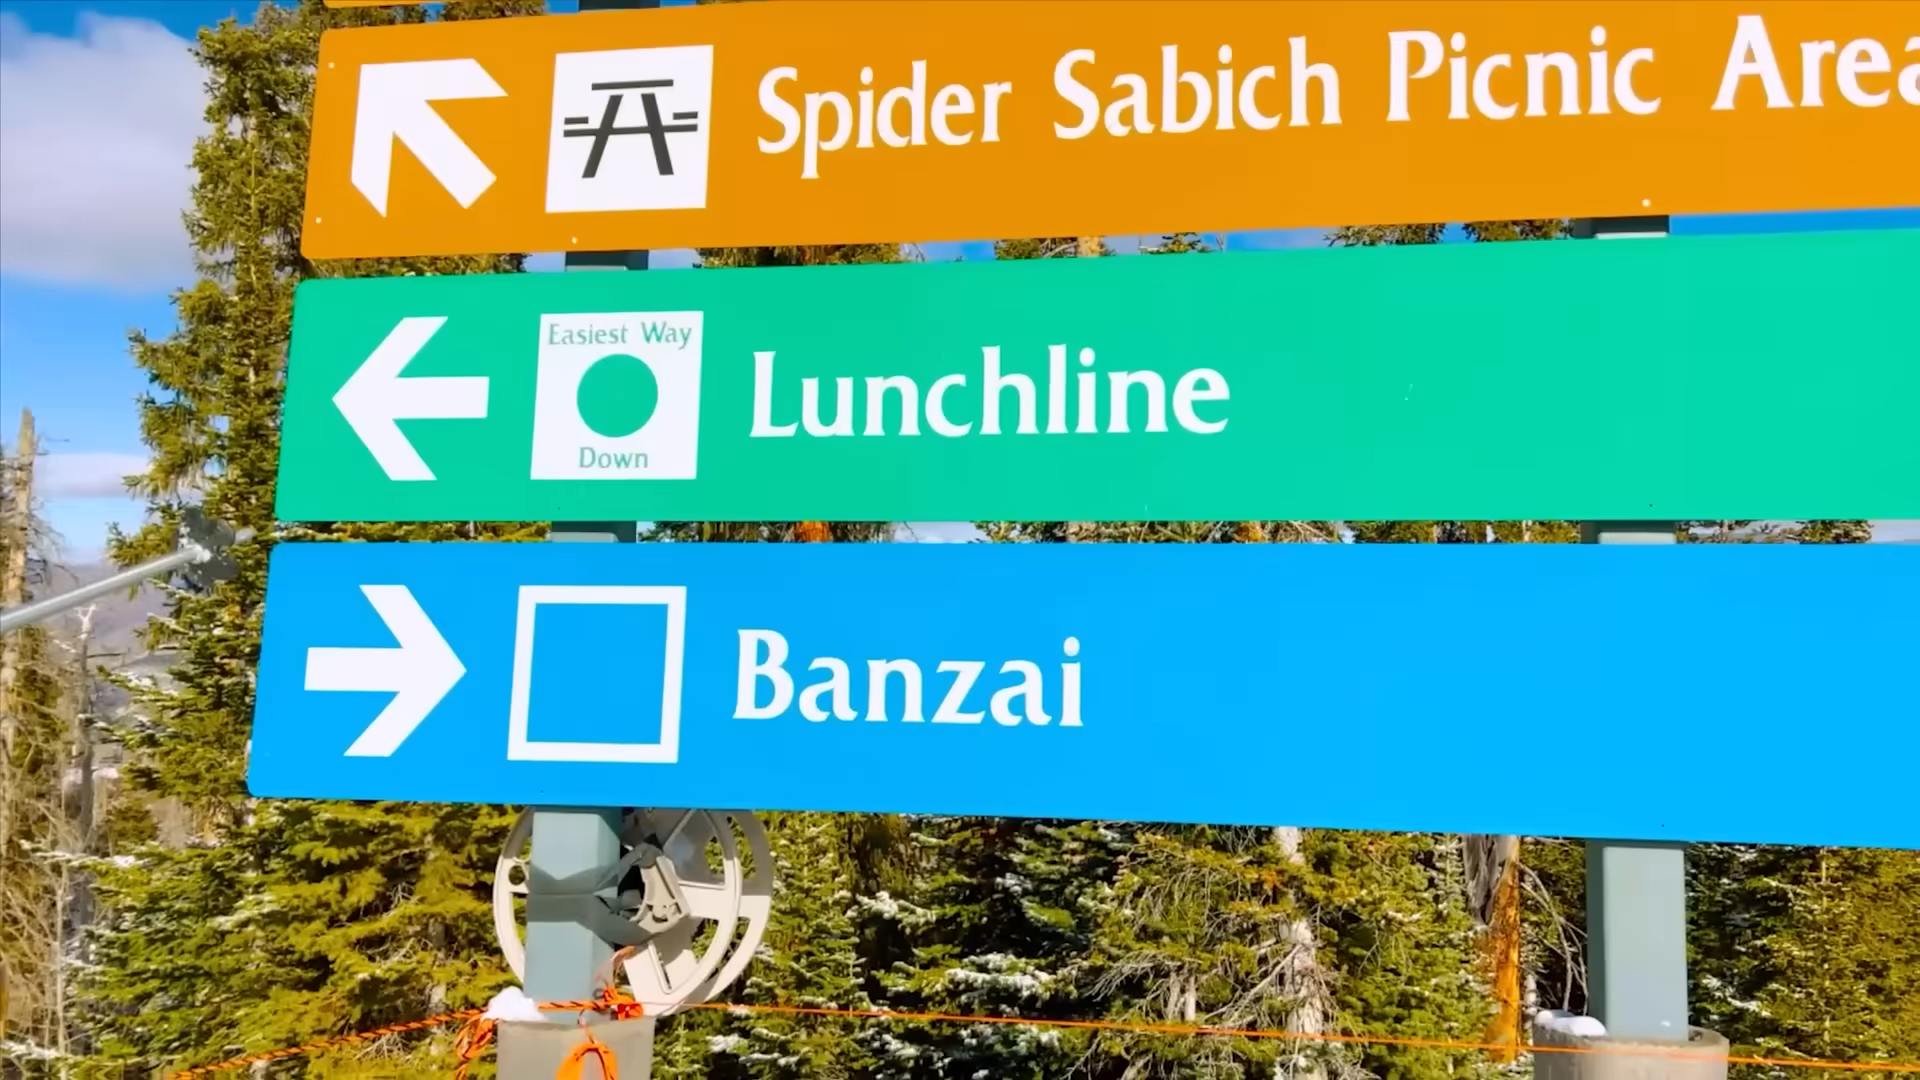 Spider Sabich Picnic Area
Easiest Way
Down
Lunchline
Banzai